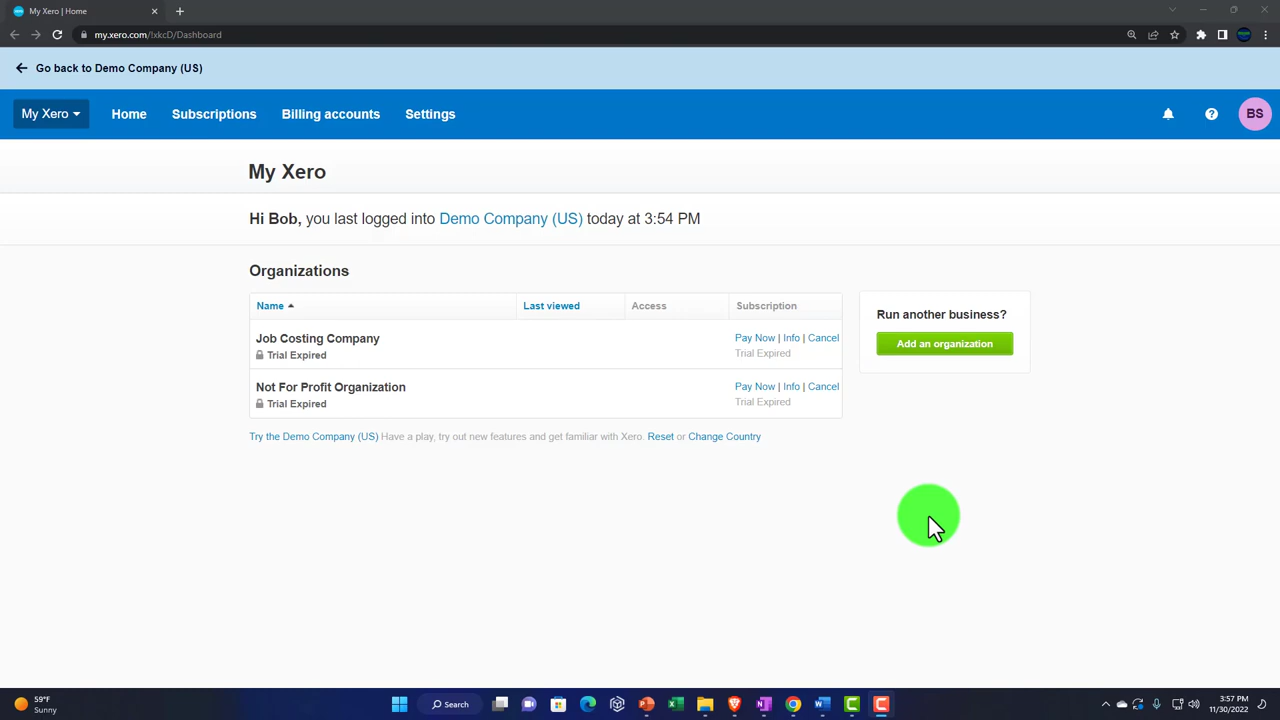 My Xero | Home
my.xero.com/!xkcD/Dashboard
Go back to Demo Company (US)
My Xero Home Subscriptions Billing accounts Settings BS
My Xero
Hi Bob, you last logged into Demo Company (US) today at 3:54 PM
Organizations
Name Last viewed Access Subscription
Job Costing Company Pay Now | Info | Cancel
Trial Expired Trial Expired
Not For Profit Organization Pay Now | Info | Cancel
Trial Expired Trial Expired
Run another business?
Add an organization
Try the Demo Company (US) Have a play, try out new features and get familiar with Xero. Reset or Change Country
59°F
Sunny
Search
3:57 PM
11/30/2022